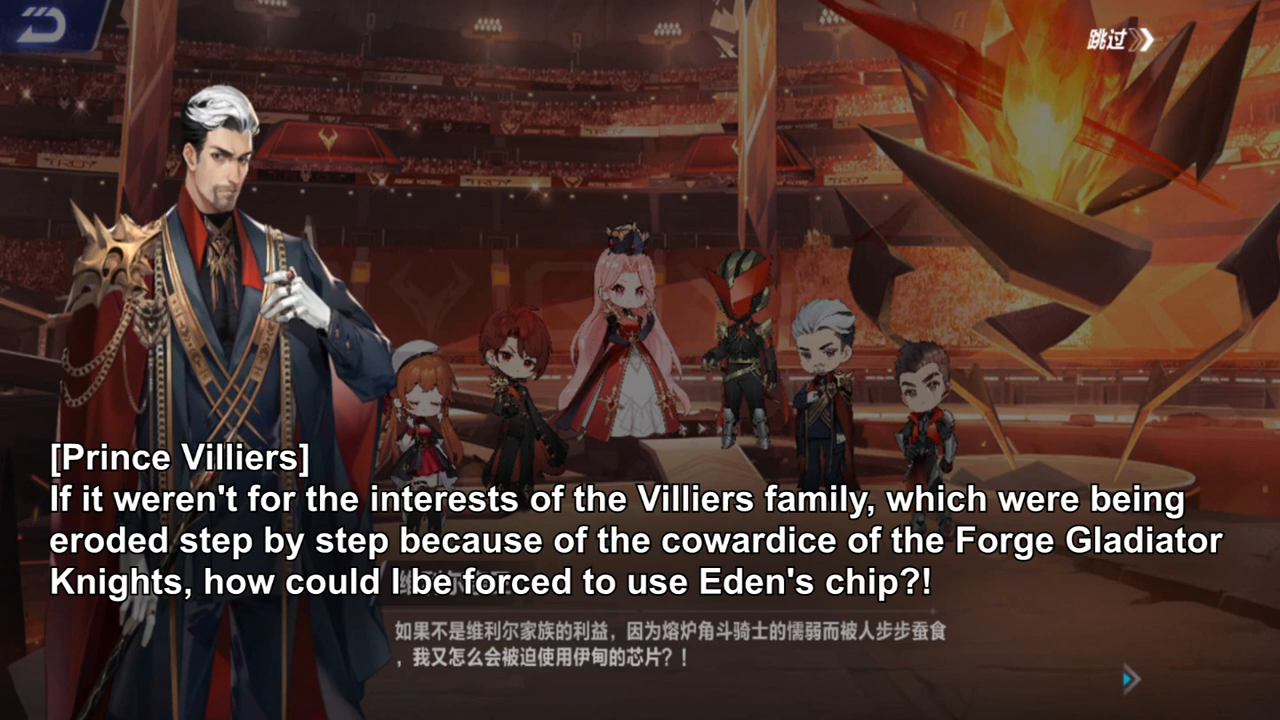 跳过
TROY
TROY
TROY
TROY
[Prince Villiers]
If it weren't for the interests of the Villiers family, which were being
eroded step by step because of the cowardice of the Forge Gladiator
Knights, how could I be forced to use Eden's chip?!
如果不是维利尔家族的利益，因为熔炉角斗骑士的懦弱而被人步步蚕食
，我又怎么会被迫使用伊甸的芯片？！